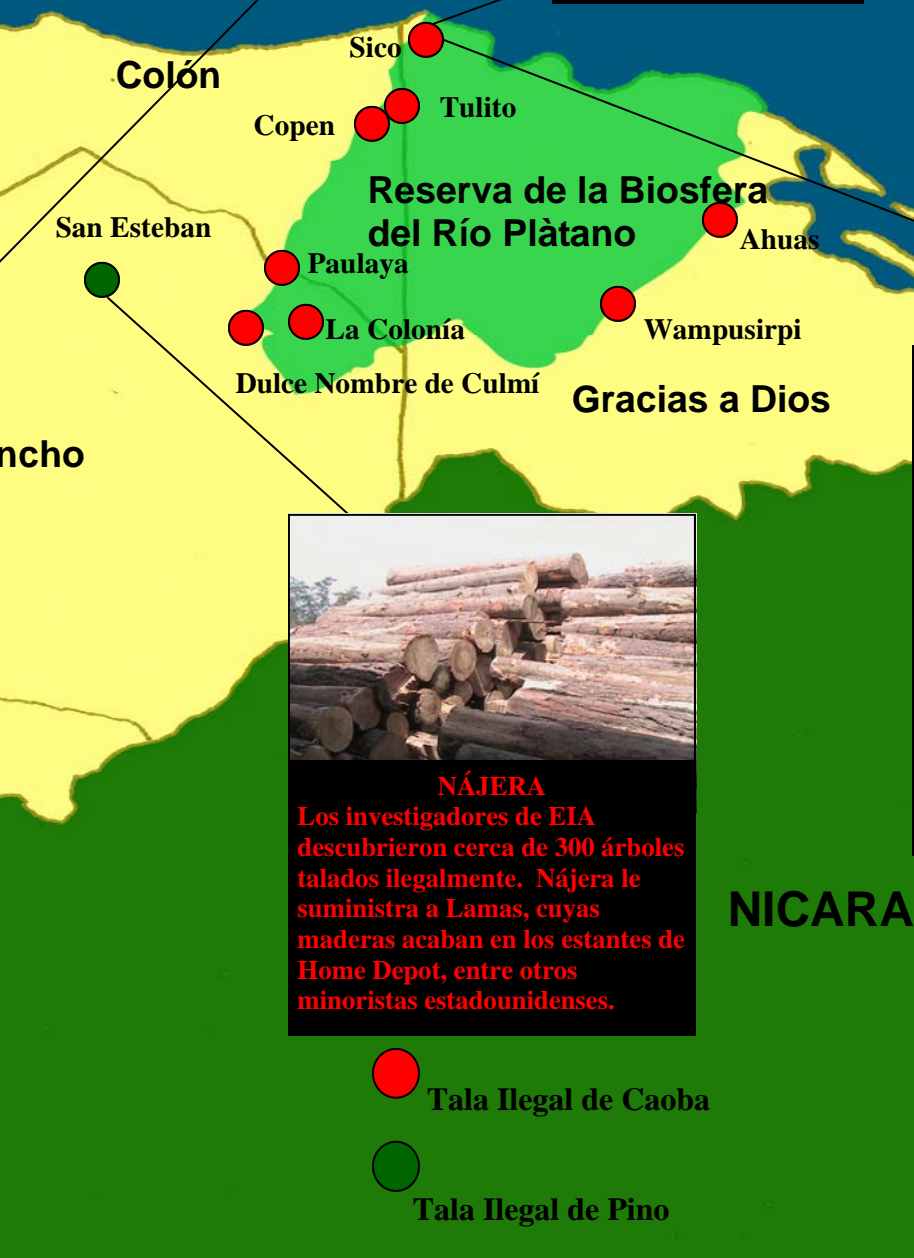 Sico
Colón
Tulito
Copen
Reserva de la Biosfera
del Río Plàtano
San Esteban
Ahuas
Paulaya
La Colonía
Wampusirpi
Dulce Nombre de Culmí
Gracias a Dios
ncho
NÁJERA
Los investigadores de EIA
descubrieron cerca de 300 árboles
talados ilegalmente. Nájera le
suministra a Lamas, cuyas
maderas acaban en los estantes de
Home Depot, entre otros
minoristas estadounidenses.
NICARA
Tala Ilegal de Caoba
Tala Ilegal de Pino